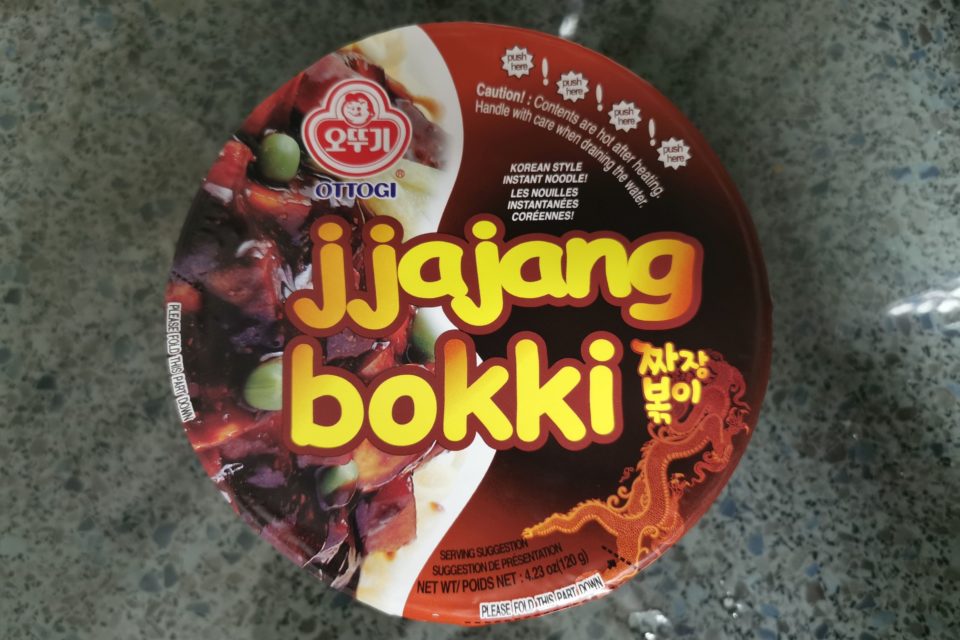 오뚜기
OTTOGI
®
push
here
push
here
push
here
push
here
Caution! : Contents are hot after heating.
Handle with care when draining the water.
KOREAN STYLE
INSTANT NOODLE!
LES NOUILLES
INSTANTANÉES
CORÉENNES!
jjajang
bokki
짜장
볶이
PLEASE FOLD THIS PART DOWN
SERVING SUGGESTION
SUGGESTION DE PRÉSENTATION
NET WT/ POIDS NET : 4.23 oz(120 g)
PLEASE FOLD THIS PART DOWN